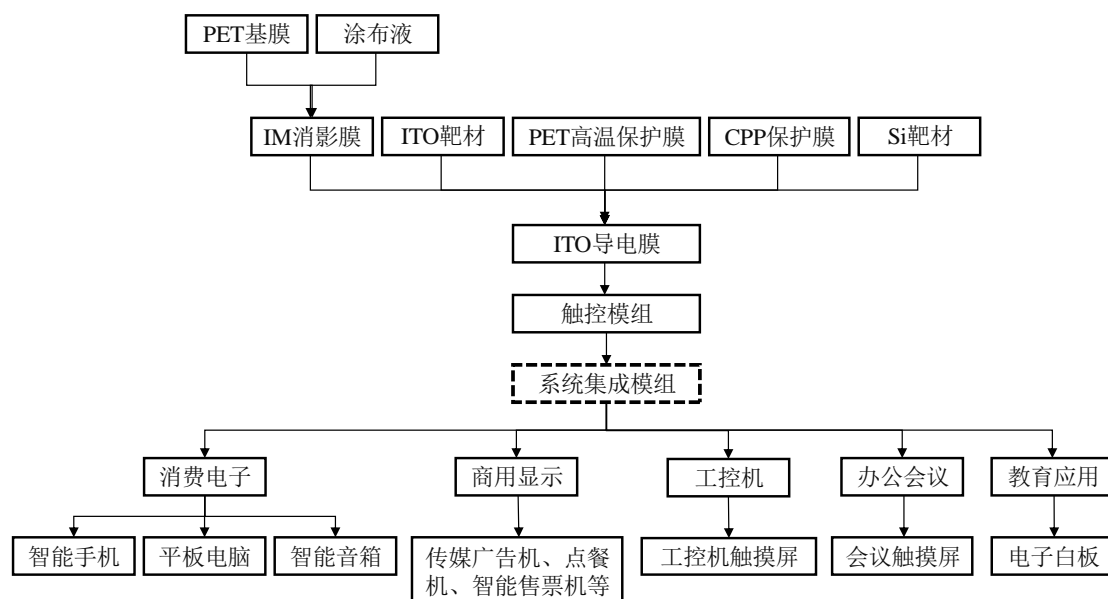 PET基膜
涂布液
IM消影膜
ITO靶材
PET高温保护膜
CPP保护膜
Si靶材
ITO导电膜
触控模组
系统集成模组
消费电子
商用显示
工控机
办公会议
教育应用
智能手机
平板电脑
智能音箱
传媒广告机、点餐
机、智能售票机等
工控机触摸屏
会议触摸屏
电子白板